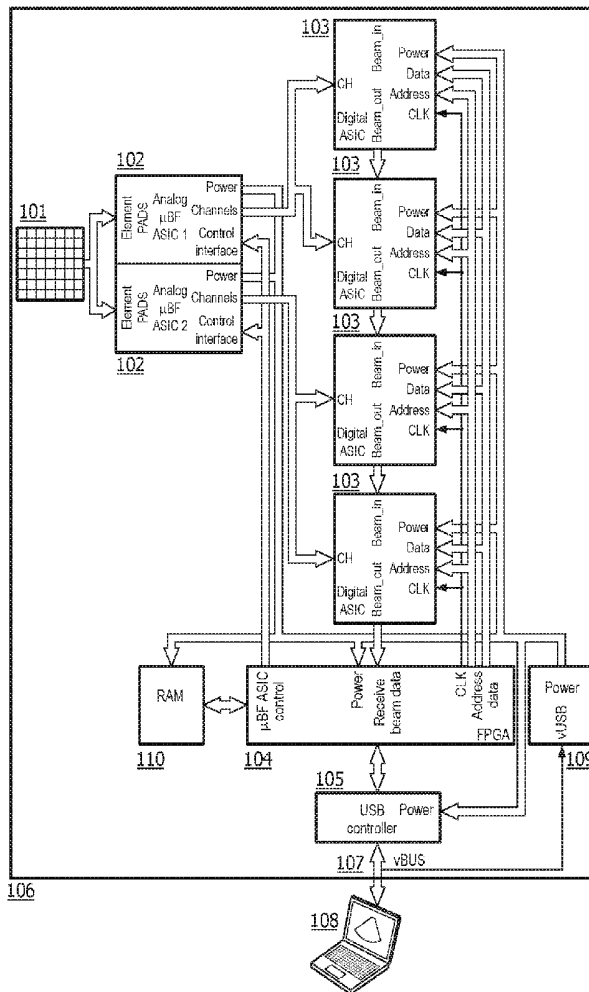 103
Beam_in
Power
CH
Data
Address
Digital
ASIC
Beam_out
CLK
102
103
101
Element
PADS
Analog
µBF
ASIC 1
Power
Channels
Control
interface
Beam_in
Power
CH
Data
Address
Digital
ASIC
Beam_out
CLK
Element
PADS
Analog
µBF
ASIC 2
Power
Channels
Control
interface
102
103
Beam_in
Power
CH
Data
Address
Digital
ASIC
Beam_out
CLK
103
Beam_in
Power
CH
Data
Address
Digital
ASIC
Beam_out
CLK
RAM
µBF ASIC
control
Power
Receive
beam data
CLK
Address
data
FPGA
Power
vUSB
110
104
109
105
USB
controller
Power
107
vBUS
106
108